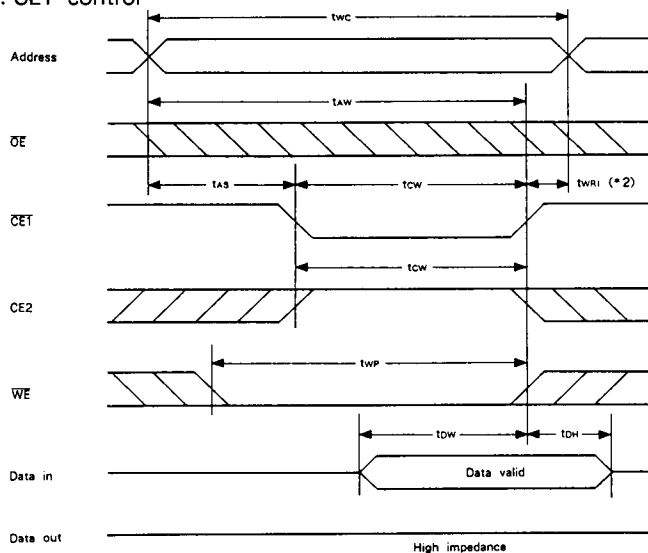 : CE1 control
tWC
Address
tAW
OE
tAS
tCW
tWR1 (*2)
CE1
tCW
CE2
tWP
WE
tDW
tDH
Data in
Data valid
Data out
High impedance